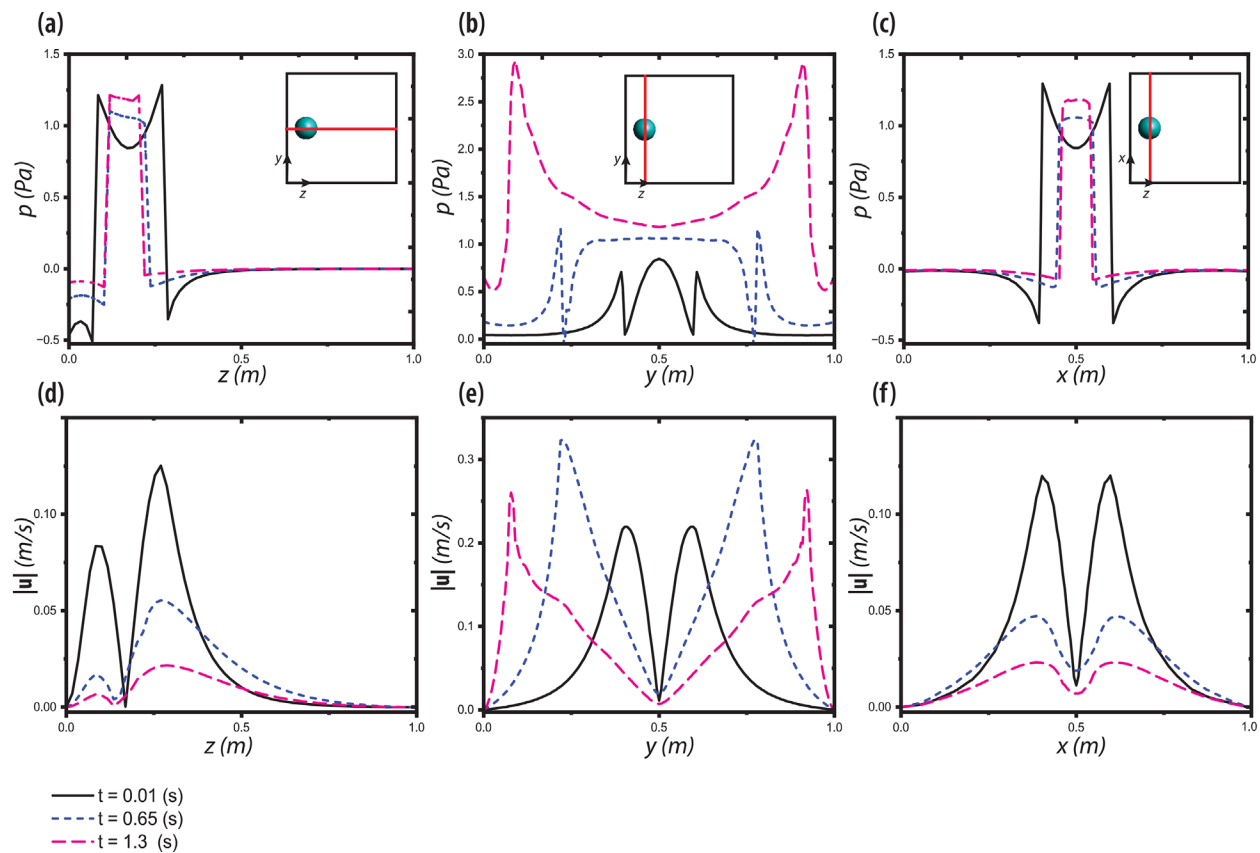 (a)
1.5
1.0
0.5
0.0
−0.5
p (Pa)
0.0
0.5
1.0
z (m)
y
z
(b)
3.0
2.5
2.0
1.5
1.0
0.5
0.0
p (Pa)
0.0
0.5
1.0
y (m)
y
z
(c)
1.5
1.0
0.5
0.0
−0.5
p (Pa)
0.0
0.5
1.0
x (m)
x
z
(d)
0.10
0.05
0.00
|u| (m/s)
0.0
0.5
1.0
z (m)
(e)
0.3
0.2
0.1
0.0
|u| (m/s)
0.0
0.5
1.0
y (m)
(f)
0.10
0.05
0.00
|u| (m/s)
0.0
0.5
1.0
x (m)
t = 0.01 (s)
t = 0.65 (s)
t = 1.3 (s)